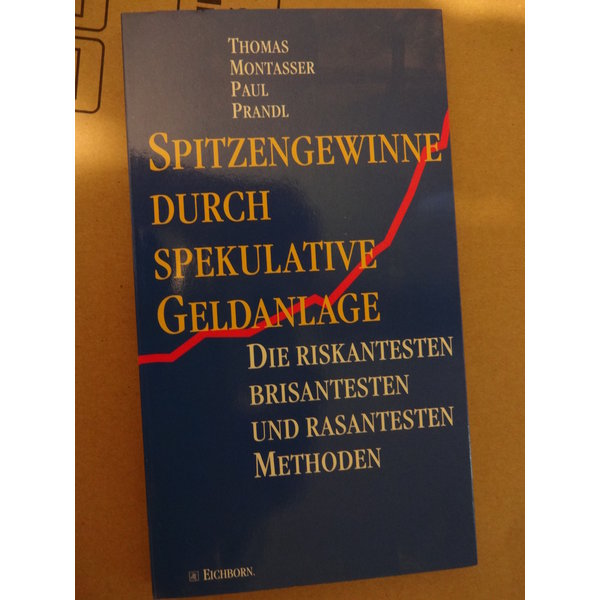 THOMAS
MONTASSER
PAUL
PRANDL
SPITZENGEWINNE
DURCH
SPEKULATIVE
GELDANLAGE
DIE RISKANTESTEN
BRISANTESTEN
UND RASANTESTEN
METHODEN
EICHBORN.